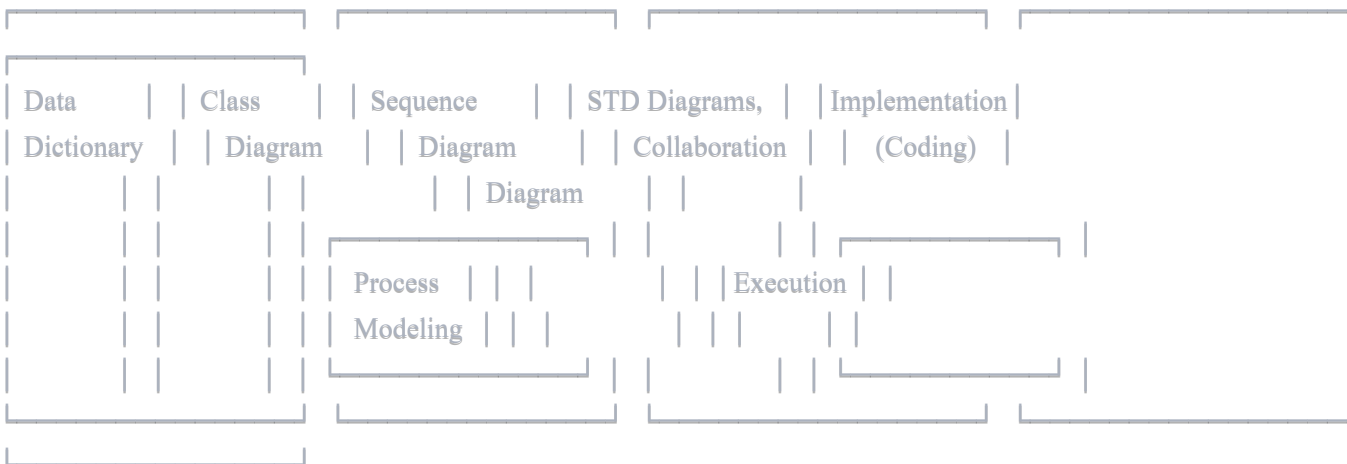 Data Class Sequence STD Diagrams, Implementation
Dictionary Diagram Diagram Collaboration (Coding)
Diagram
Process Execution
Modeling